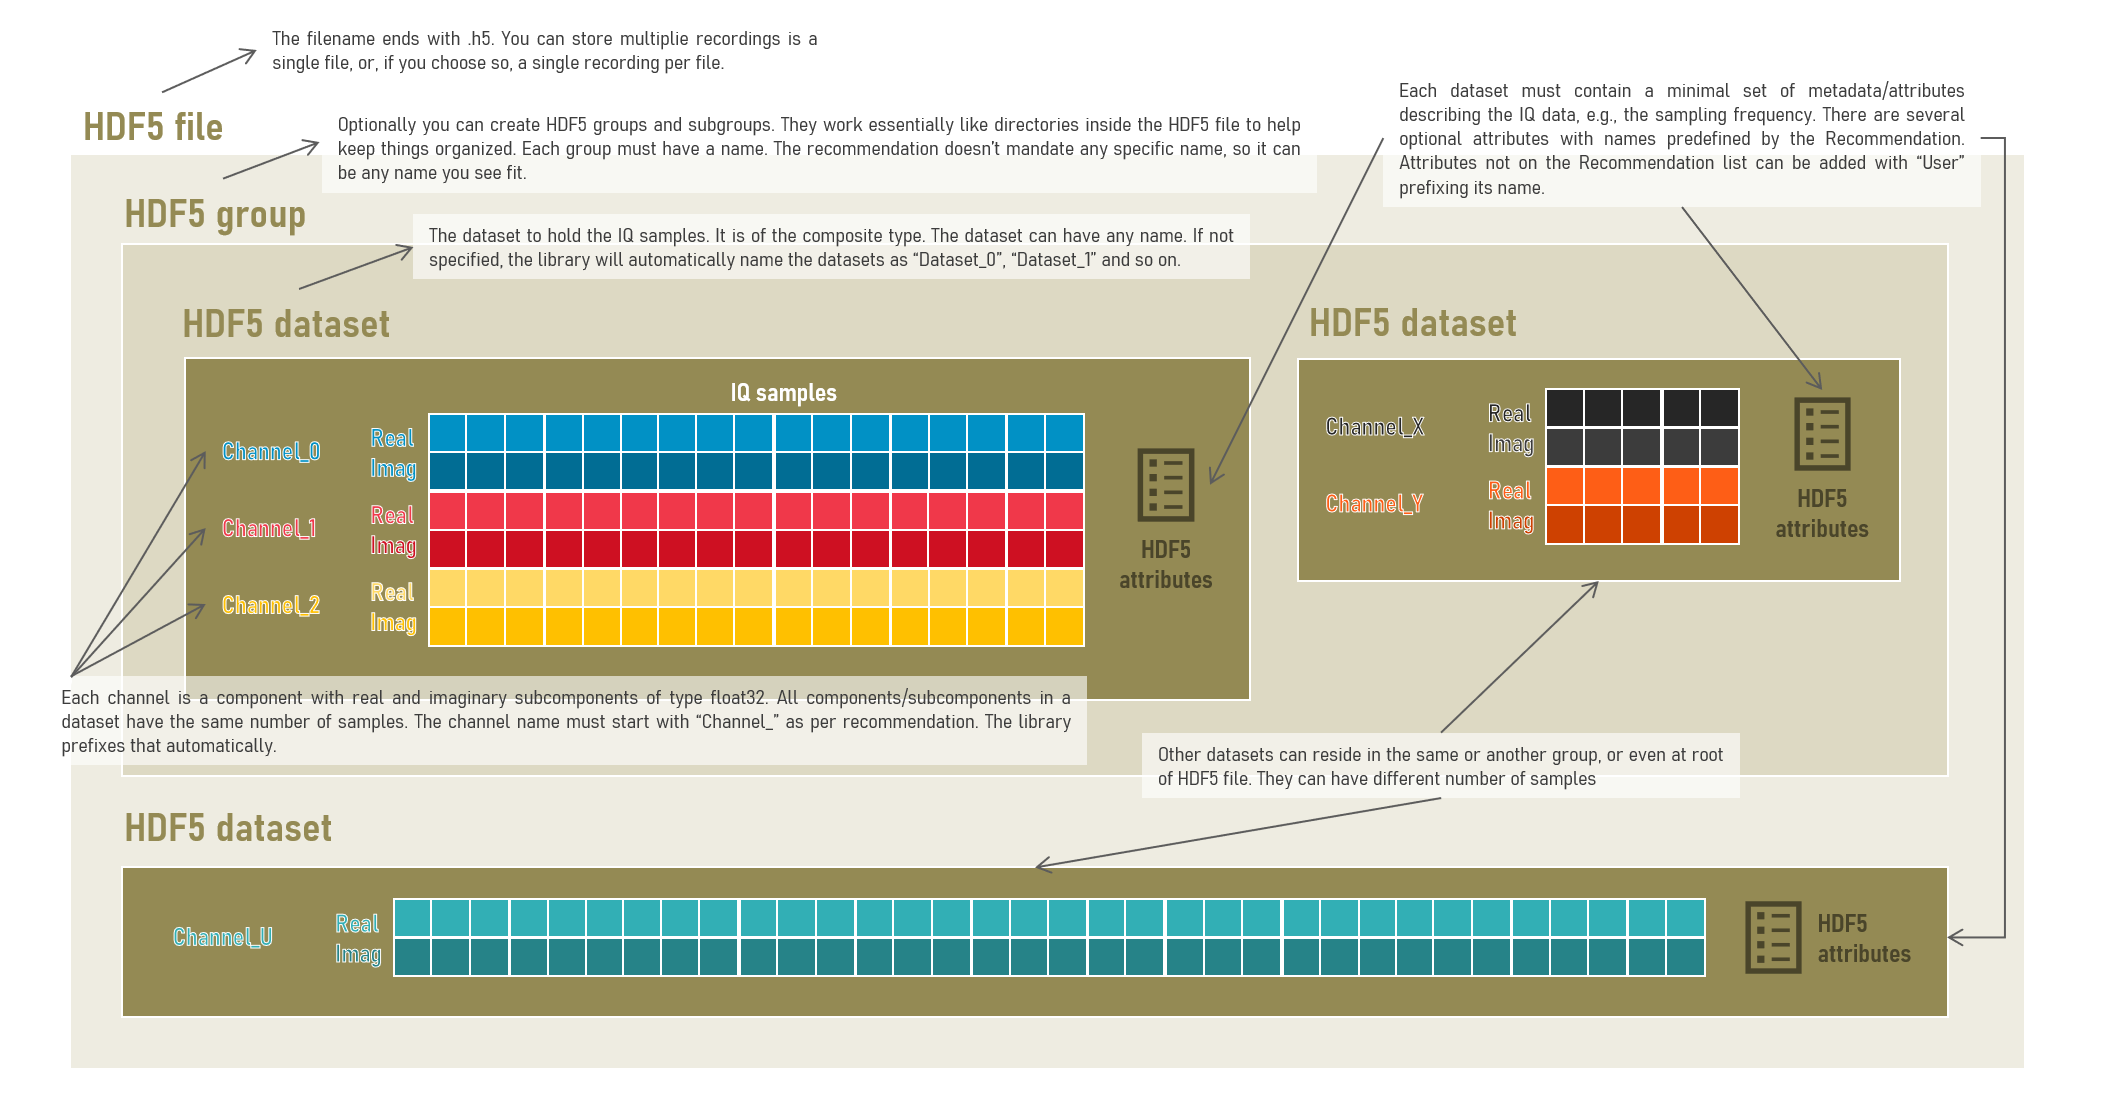 The filename ends with .h5. You can store multiplie recordings is a
single file, or, if you choose so, a single recording per file.
HDF5 file
Optionally you can create HDF5 groups and subgroups. They work essentially like directories inside the HDF5 file to help
keep things organized. Each group must have a name. The recommendation doesn't mandate any specific name, so it can
be any name you see fit.
Each dataset must contain a minimal set of metadata/attributes
describing the IQ data, e.g., the sampling frequency. There are several
optional attributes with names predefined by the Recommendation.
Attributes not on the Recommendation list can be added with “User”
prefixing its name.
HDF5 group
The dataset to hold the IQ samples. It is of the composite type. The dataset can have any name. If not
specified, the library will automatically name the datasets as “Dataset_0”, “Dataset_1” and so on.
HDF5 dataset
IQ samples
Channel_0
Real
Imag
Channel_1
Real
Imag
Channel_2
Real
Imag
HDF5
attributes
Each channel is a component with real and imaginary subcomponents of type float32. All components/subcomponents in a
dataset have the same number of samples. The channel name must start with “Channel_” as per recommendation. The library
prefixes that automatically.
HDF5 dataset
Channel_X
Real
Imag
Channel_Y
Real
Imag
HDF5
attributes
Other datasets can reside in the same or another group, or even at root
of HDF5 file. They can have different number of samples
HDF5 dataset
Channel_U
Real
Imag
HDF5
attributes